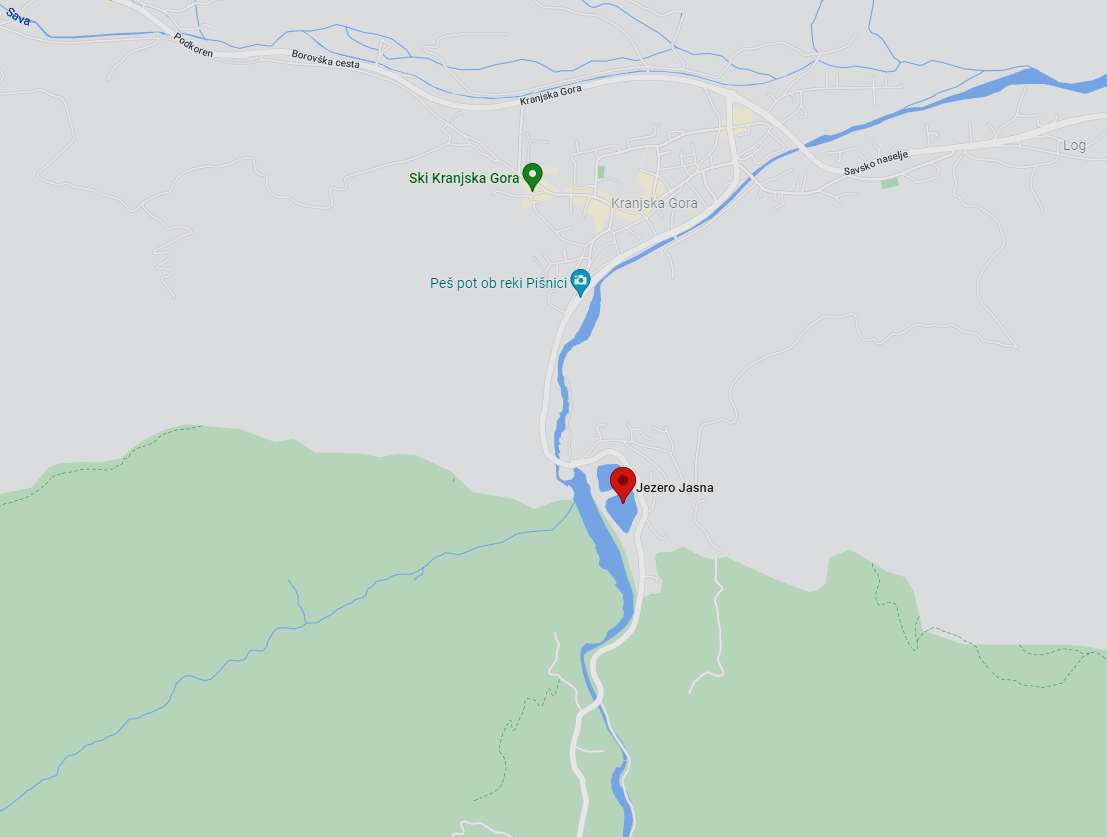 Sava
Podkoren
Borovška cesta
Kranjska Gora
Log
Savsko naselje
Ski Kranjska Gora
Kranjska Gora
Peš pot ob reki Pišnici
Jezero Jasna